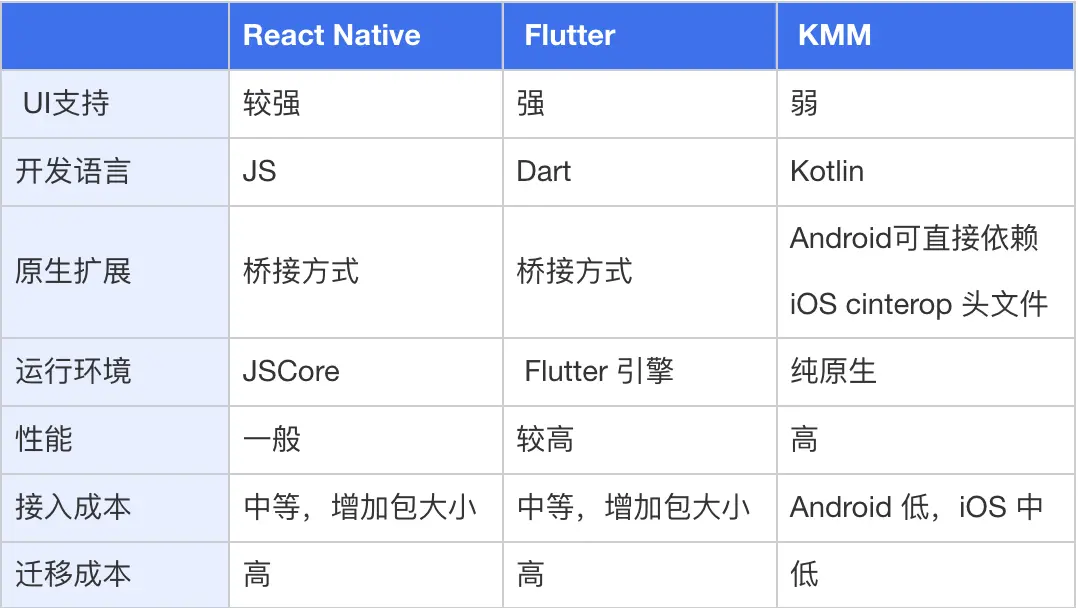 React Native Flutter KMM
UI支持 较强 强 弱
开发语言 JS Dart Kotlin
原生扩展 桥接方式 桥接方式 Android可直接依赖
iOS cinterop 头文件
运行环境 JSCore Flutter 引擎 纯原生
性能 一般 较高 高
接入成本 中等，增加包大小 中等，增加包大小 Android 低，iOS 中
迁移成本 高 高 低